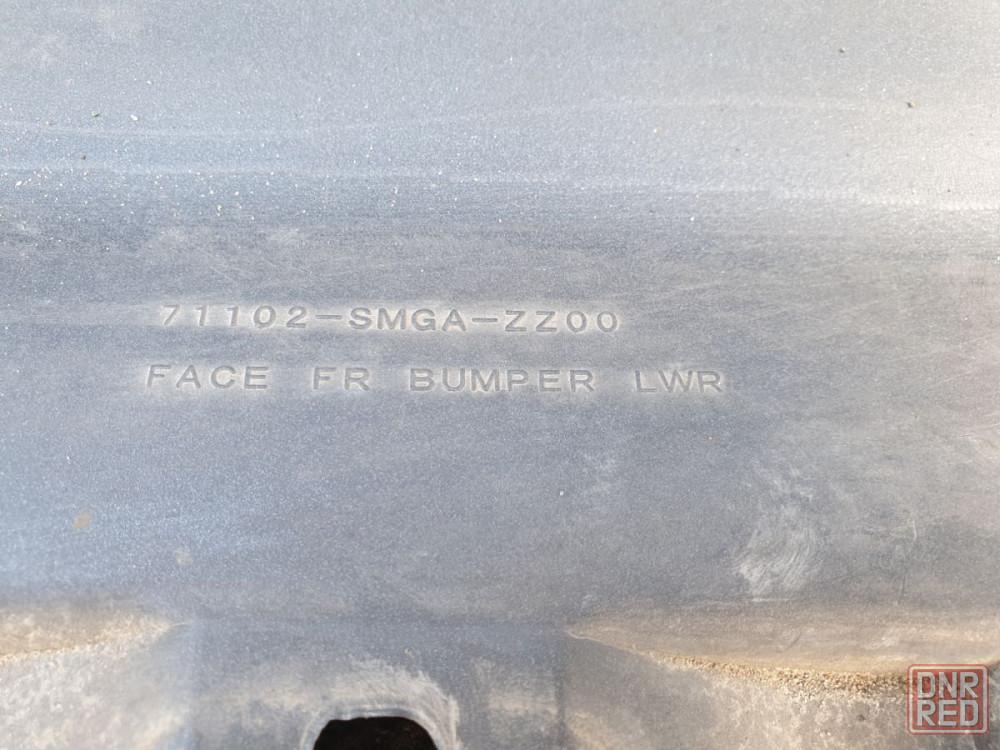 71102-SMGA-ZZ00
FACE FR BUMPER LWR
DNR
RED